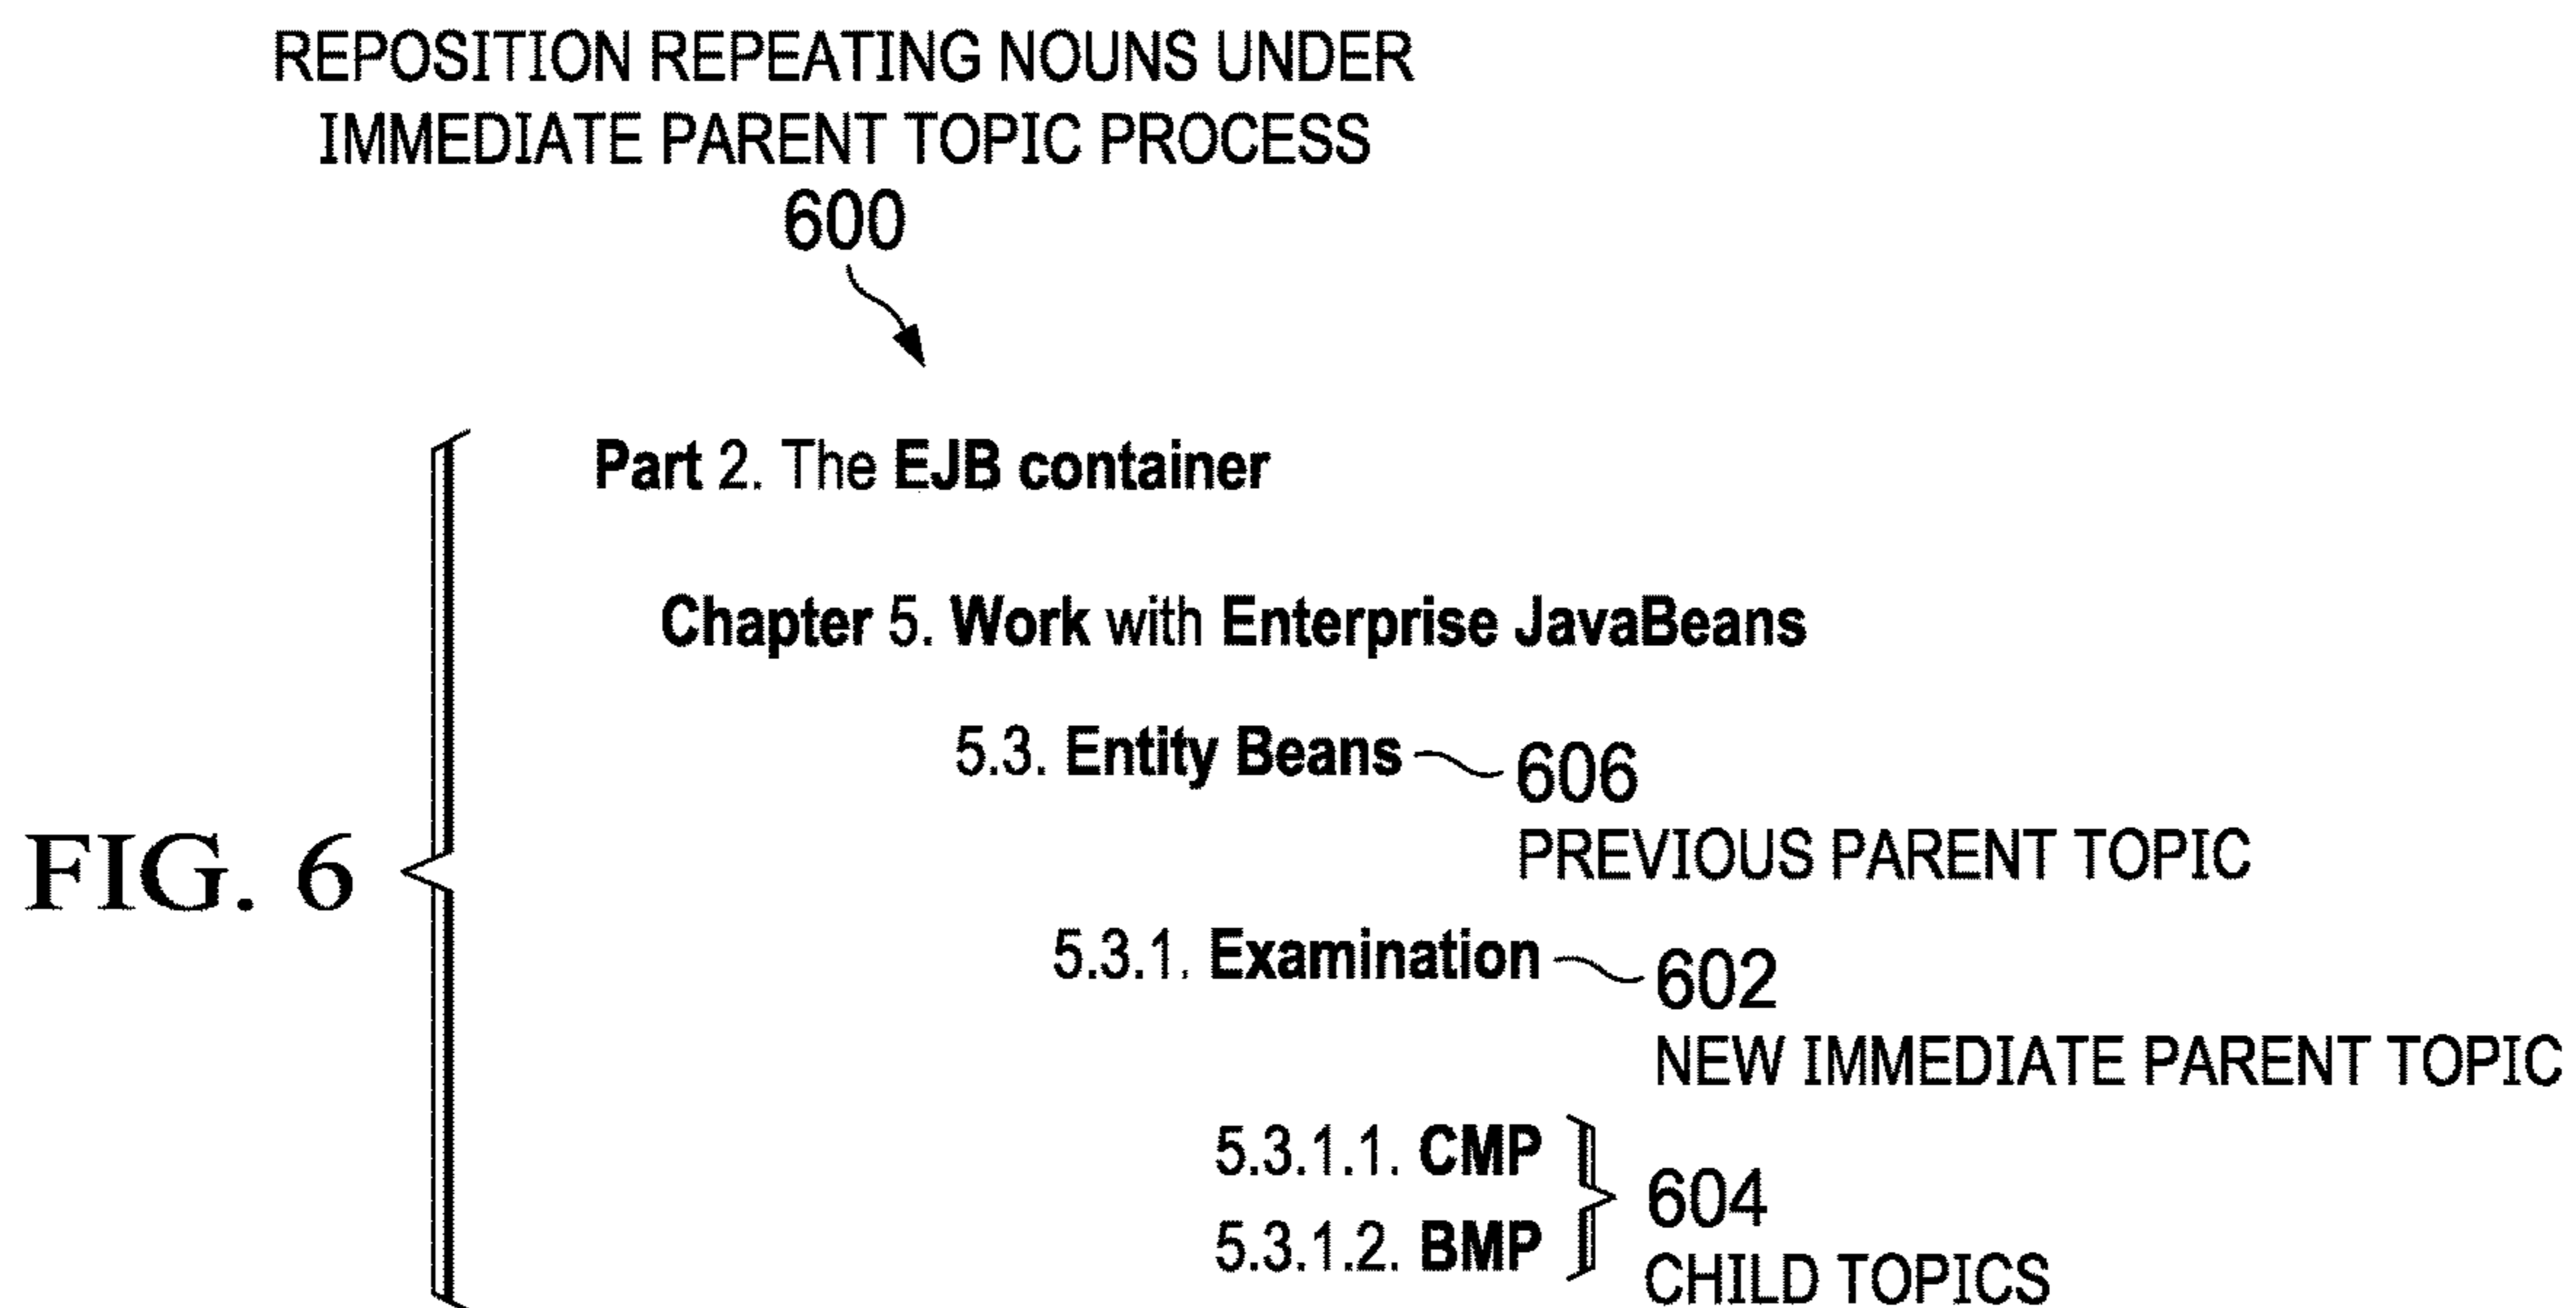 REPOSITION REPEATING NOUNS UNDER
IMMEDIATE PARENT TOPIC PROCESS
600
Part 2. The EJB container
Chapter 5. Work with Enterprise JavaBeans
5.3. Entity Beans 606
PREVIOUS PARENT TOPIC
FIG. 6
5.3.1. Examination 602
NEW IMMEDIATE PARENT TOPIC
5.3.1.1. CMP
604
5.3.1.2. BMP
CHILD TOPICS